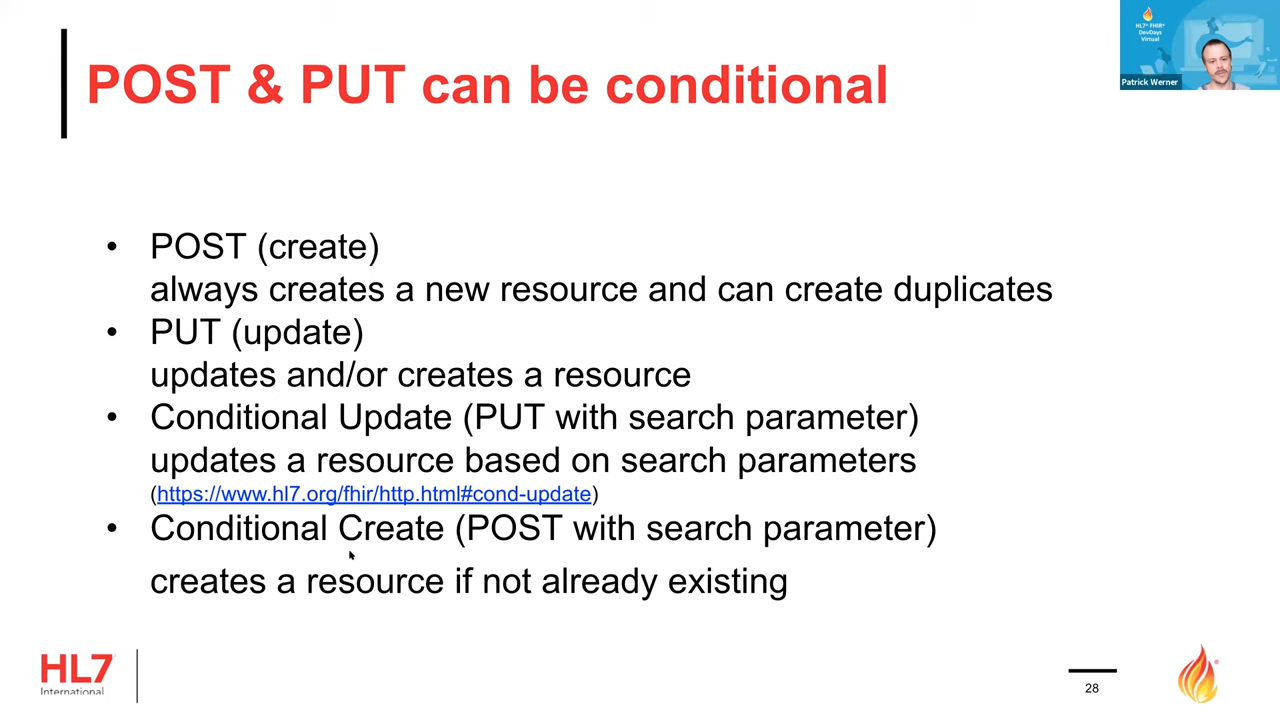 POST & PUT can be conditional
HL7® FHIR®
DevDays
Virtual
Patrick Werner
• POST (create)
always creates a new resource and can create duplicates
• PUT (update)
updates and/or creates a resource
• Conditional Update (PUT with search parameter)
updates a resource based on search parameters
(https://www.hl7.org/fhir/http.html#cond-update)
• Conditional Create (POST with search parameter)
creates a resource if not already existing
HL7
International
28